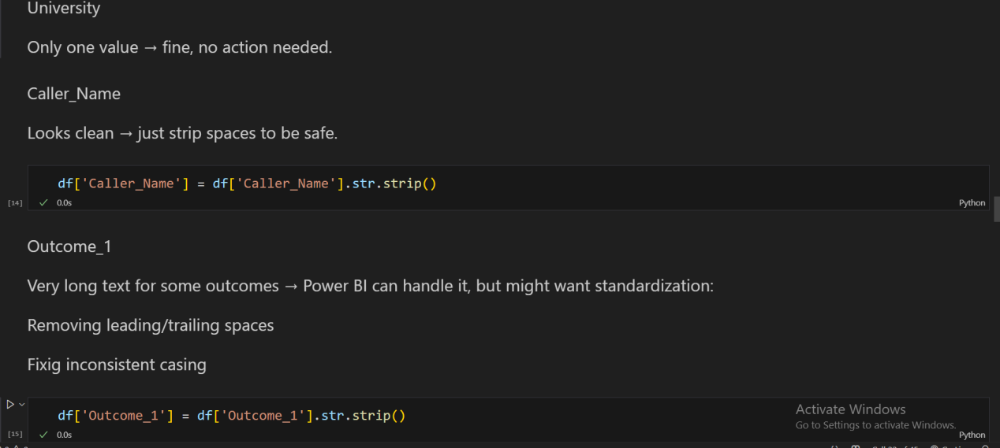 University
Only one value → fine, no action needed.
Caller_Name
Looks clean → just strip spaces to be safe.
df['Caller_Name'] = df['Caller_Name'].str.strip()
[14] ✓ 0.0s Python
Outcome_1
Very long text for some outcomes → Power BI can handle it, but might want standardization:
Removing leading/trailing spaces
Fixig inconsistent casing
df['Outcome_1'] = df['Outcome_1'].str.strip()
Activate Windows
Go to Settings to activate Windows.
[15] ✓ 0.0s Python